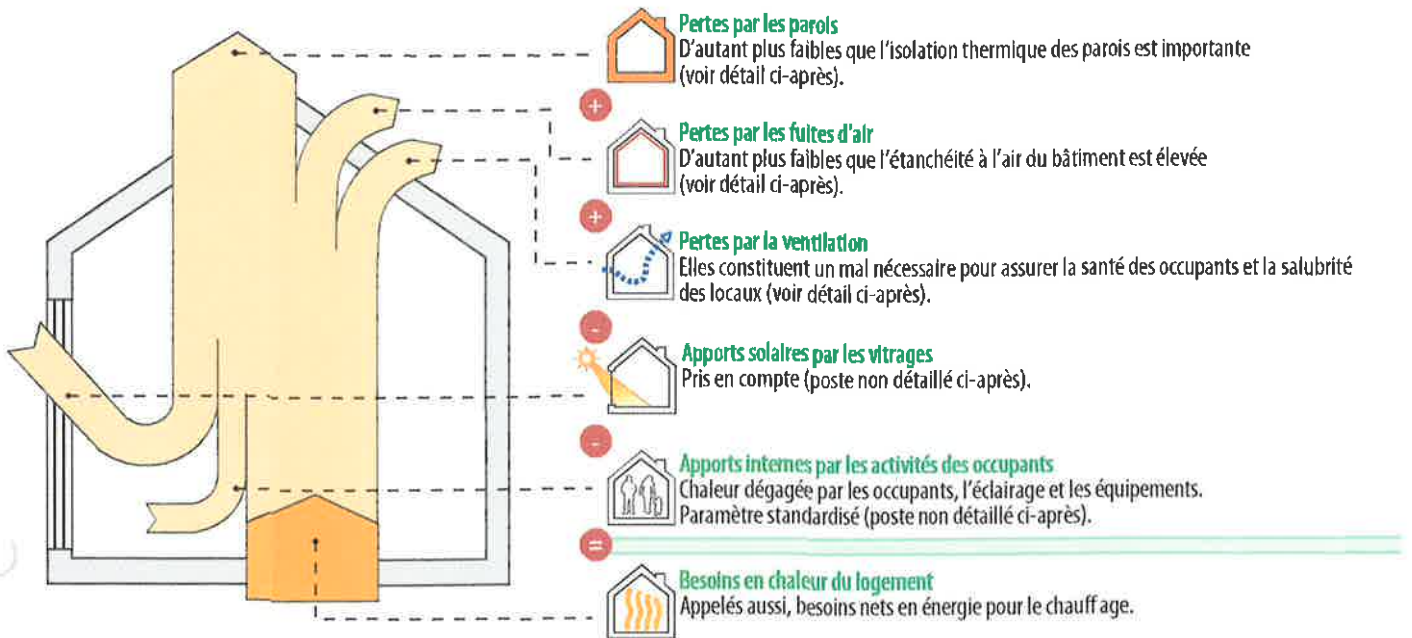 Pertes par les parois
D'autant plus faibles que l'isolation thermique des parois est importante
(voir détail ci-après).
+
Pertes par les fuites d'air
D'autant plus faibles que l'étanchéité à l'air du bâtiment est élevée
(voir détail ci-après).
+
Pertes par la ventilation
Elles constituent un mal nécessaire pour assurer la santé des occupants et la salubrité
des locaux (voir détail ci-après).
-
Apports solaires par les vitrages
Pris en compte (poste non détaillé ci-après).
-
Apports internes par les activités des occupants
Chaleur dégagée par les occupants, l'éclairage et les équipements.
Paramètre standardisé (poste non détaillé ci-après).
=
Besoins en chaleur du logement
Appelés aussi, besoins nets en énergie pour le chauffage.